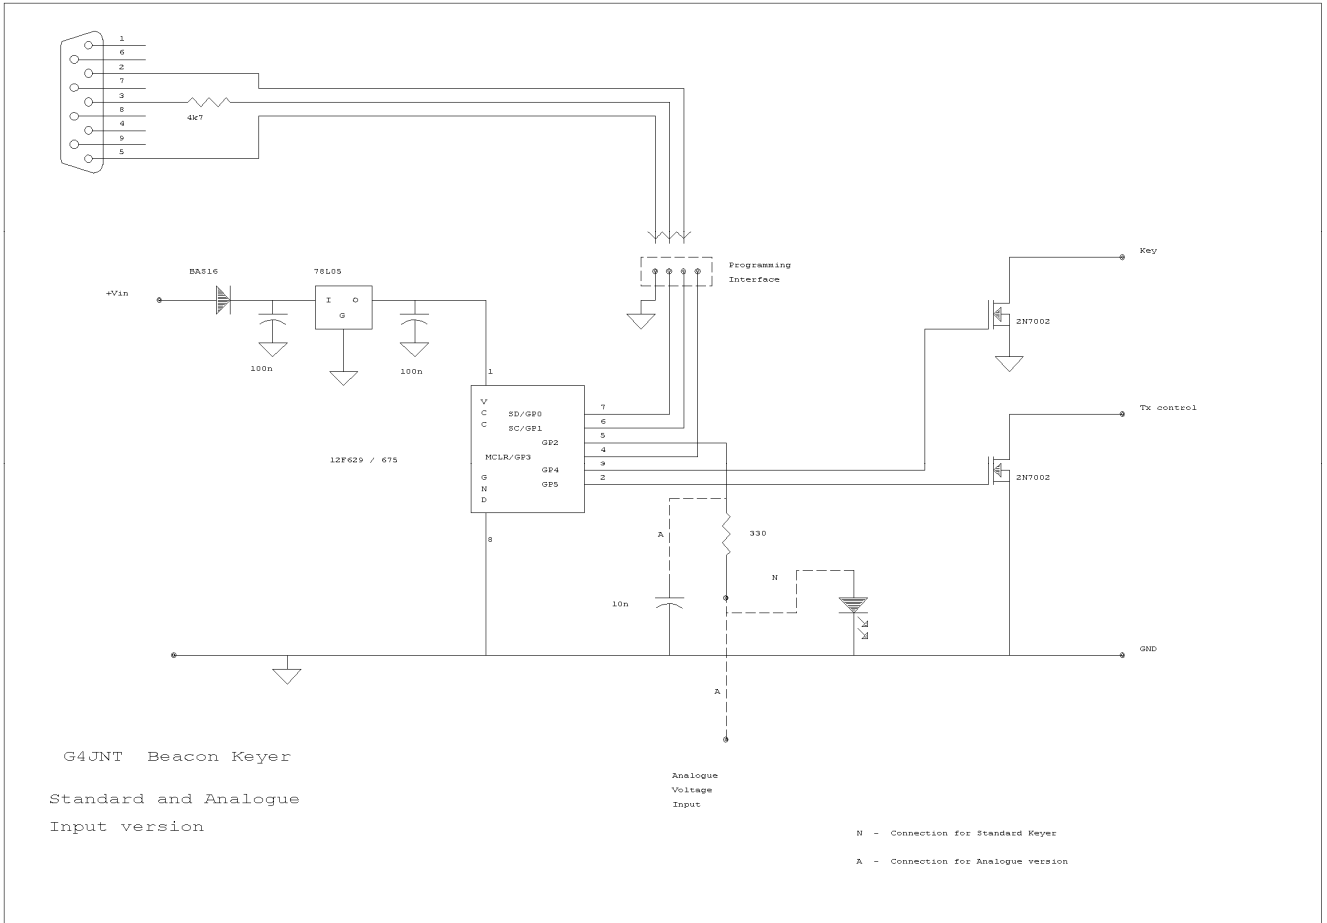 1
6
2
7
3
8
4
9
5
4k7
BAS16
78L05
+Vin
I O
G
100n
100n
Programming
Interface
Key
2N7002
Tx control
2N7002
1
V
C
C
SD/GP0
SC/GP1
GP2
MCLR/GP3
GP4
GP5
G
N
D
7
6
5
4
3
2
8
12F629 / 675
A
330
N
10n
GND
A
G4JNT Beacon Keyer
Standard and Analogue
Input version
Analogue
Voltage
Input
N - Connection for Standard Keyer
A - Connection for Analogue version